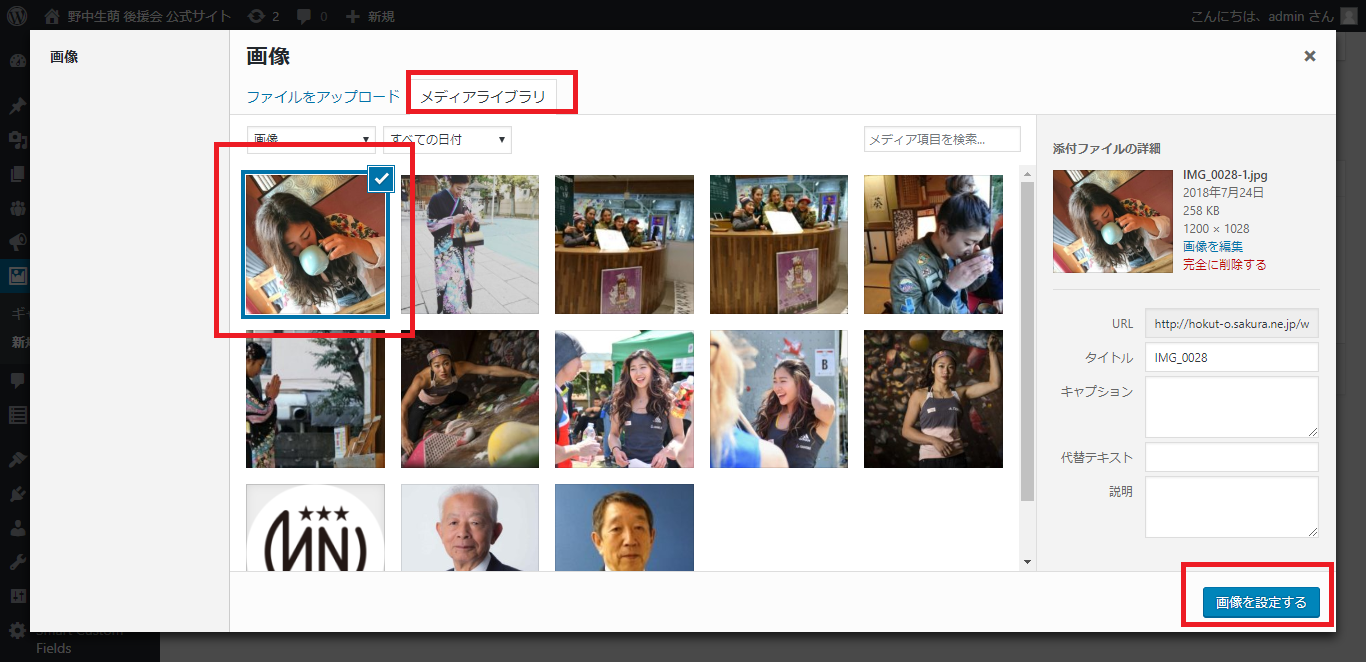 野中生萌 後援会 公式サイト 2 0 新規 こんにちは、admin さん
画像
画像
ファイルをアップロード メディアライブラリ
画像 すべての日付 メディア項目を検索...
添付ファイルの詳細
IMG_0028-1.jpg
2018年7月24日
258 KB
1200 × 1028
画像を編集
完全に削除する
URL http://hokut-o.sakura.ne.jp/w
タイトル IMG_0028
キャプション
代替テキスト
説明
B
画像を設定する
Smart Custom
Fields